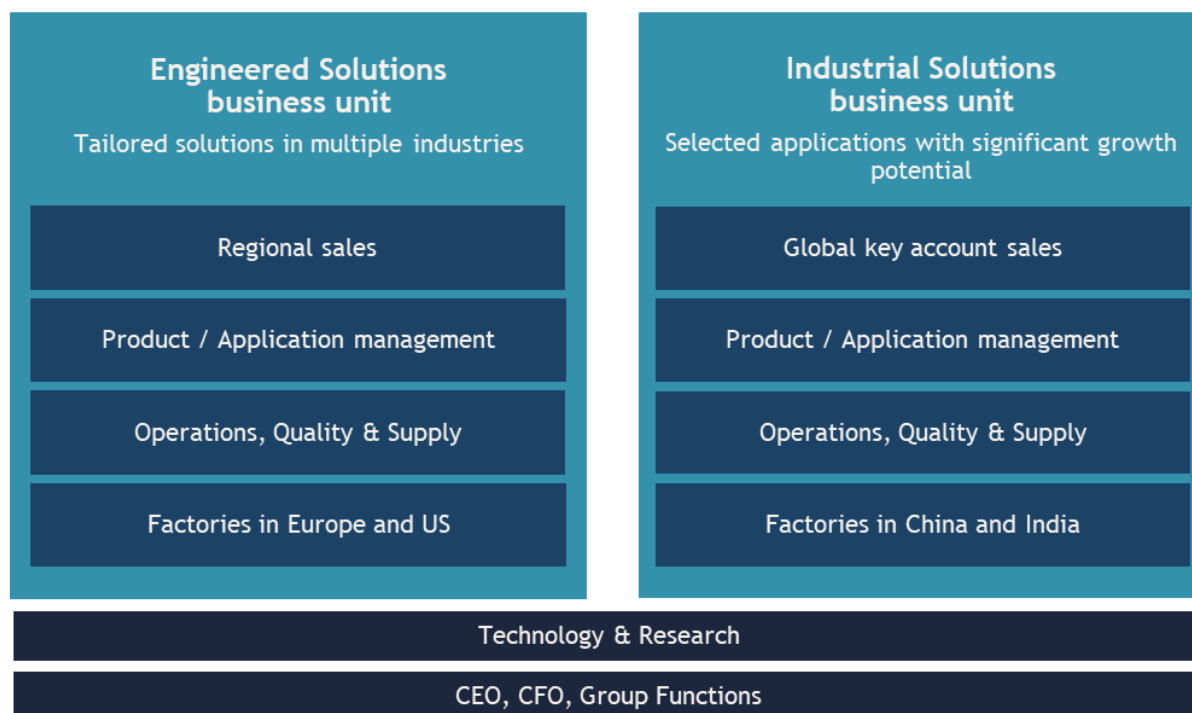 Engineered Solutions
business unit
Tailored solutions in multiple industries
Regional sales
Product / Application management
Operations, Quality & Supply
Factories in Europe and US
Industrial Solutions
business unit
Selected applications with significant growth
potential
Global key account sales
Product / Application management
Operations, Quality & Supply
Factories in China and India
Technology & Research
CEO, CFO, Group Functions